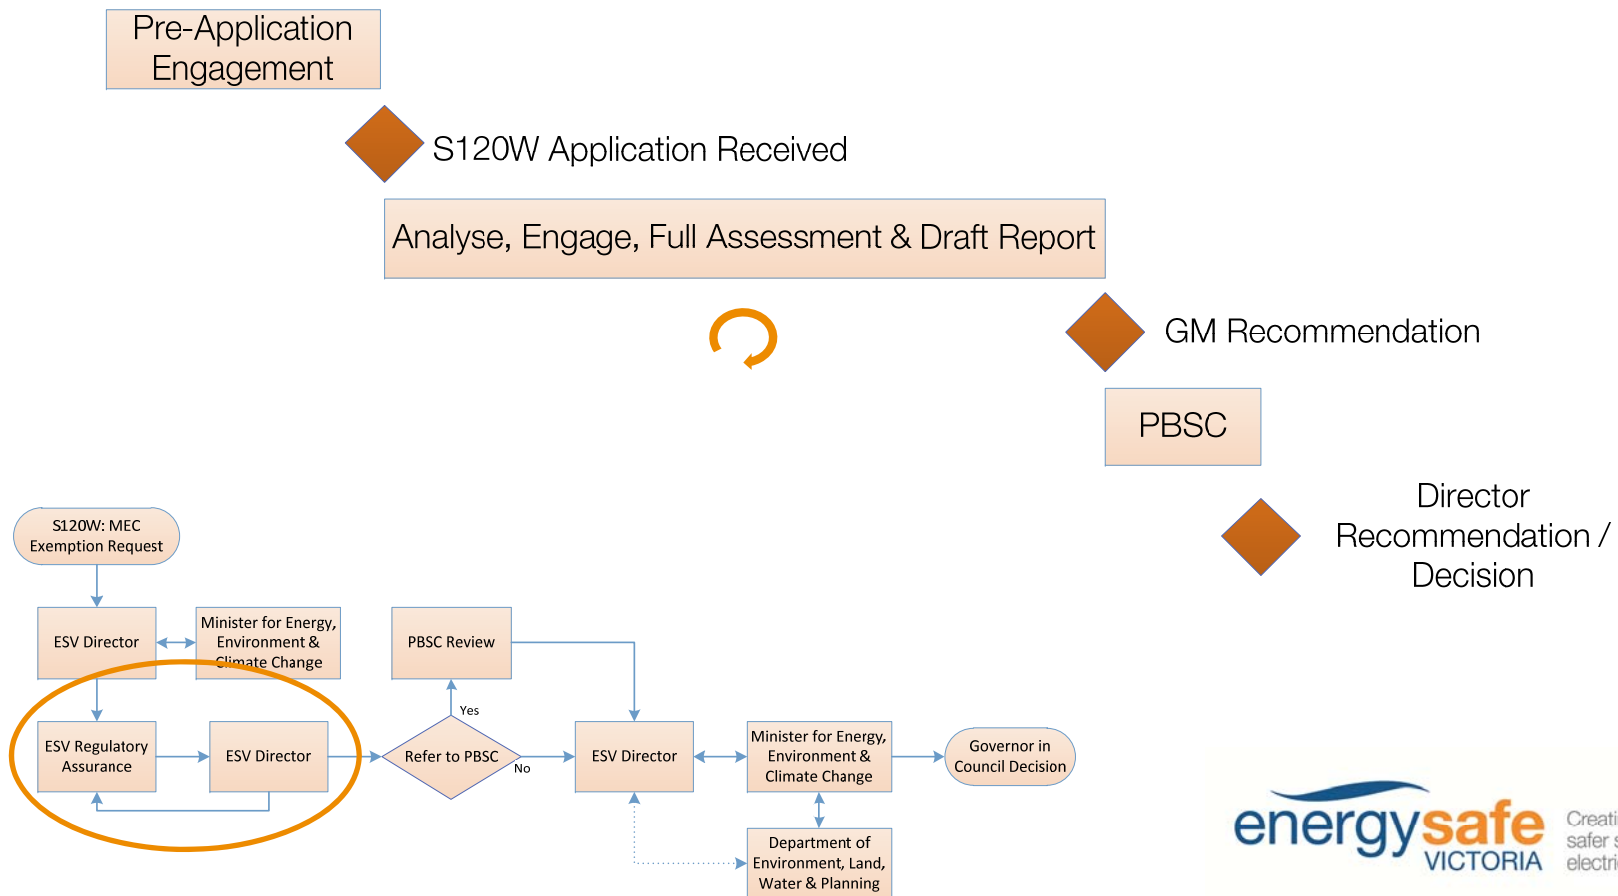 Pre-Application
Engagement
S120W Application Received
Analyse, Engage, Full Assessment & Draft Report
GM Recommendation
PBSC
Director
Recommendation /
Decision
S120W: MEC
Exemption Request
ESV Director
Minister for Energy,
Environment &
Climate Change
PBSC Review
Yes
ESV Regulatory
Assurance
ESV Director
Refer to PBSC
No
ESV Director
Minister for Energy,
Environment &
Climate Change
Governor in
Council Decision
Department of
Environment, Land,
Water & Planning
energysafe
VICTORIA
safer